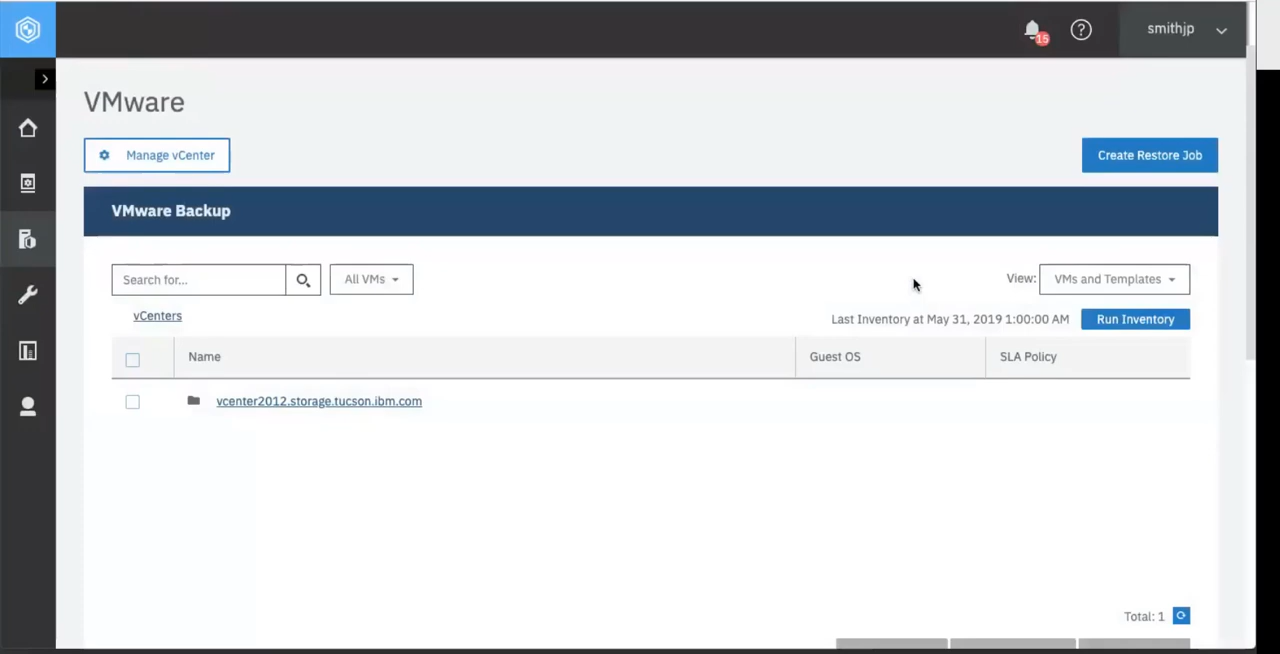 15
?
smithjp
VMware
Manage vCenter
Create Restore Job
VMware Backup
Search for...
All VMs
View:
VMs and Templates
vCenters
Last Inventory at May 31, 2019 1:00:00 AM
Run Inventory
Name
Guest OS
SLA Policy
vcenter2012.storage.tucson.ibm.com
Total: 1